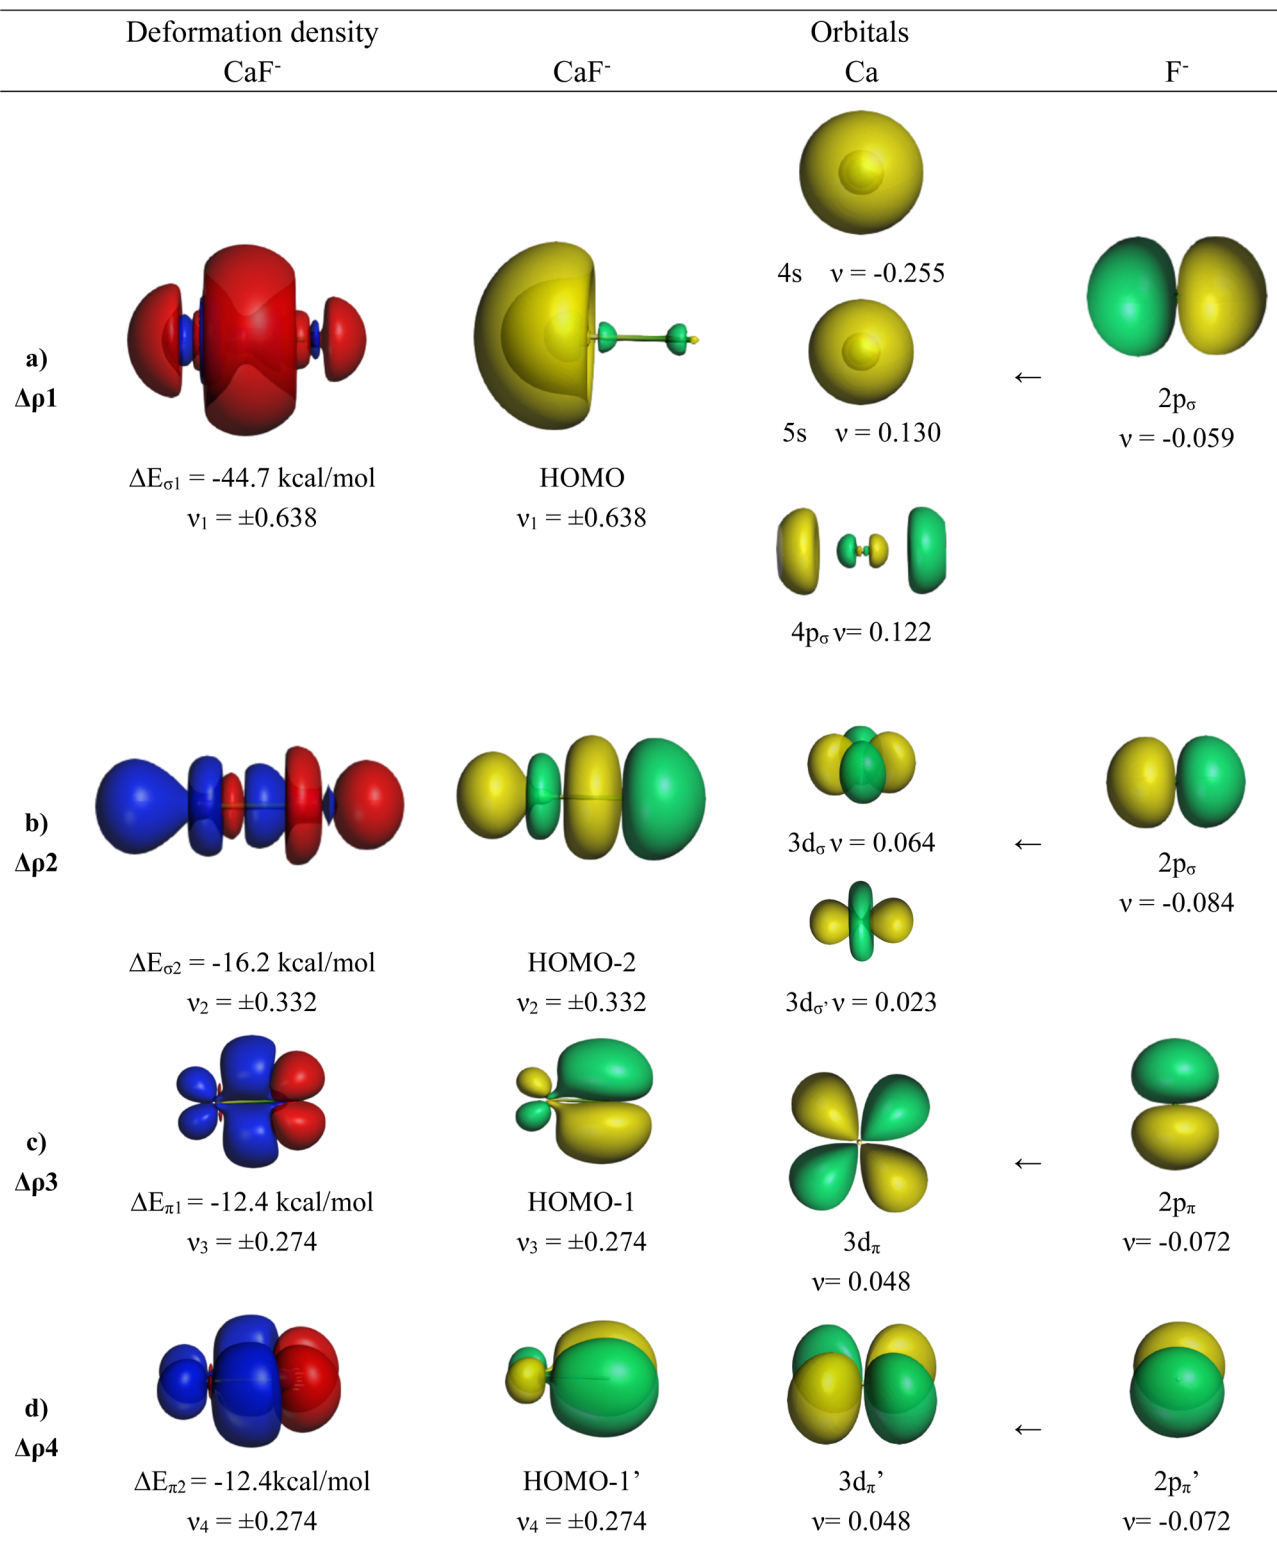 Deformation density Orbitals
CaF⁻ CaF⁻ Ca F⁻
4s ν = -0.255
a)
Δρ1
←
2pσ
5s ν = 0.130
ν = -0.059
ΔEσ1 = -44.7 kcal/mol HOMO
ν₁ = ±0.638 ν₁ = ±0.638
4pσ ν= 0.122
b)
Δρ2
3dσ ν = 0.064
←
2pσ
ν = -0.084
ΔEσ2 = -16.2 kcal/mol HOMO-2
ν₂ = ±0.332 ν₂ = ±0.332 3dσ’ ν = 0.023
c)
Δρ3
←
ΔEπ1 = -12.4 kcal/mol HOMO-1 2pπ
ν₃ = ±0.274 ν₃ = ±0.274 3dπ ν= -0.072
ν= 0.048
d)
Δρ4
←
ΔEπ2 = -12.4kcal/mol HOMO-1’ 3dπ’ 2pπ’
ν₄ = ±0.274 ν₄ = ±0.274 ν= 0.048 ν= -0.072